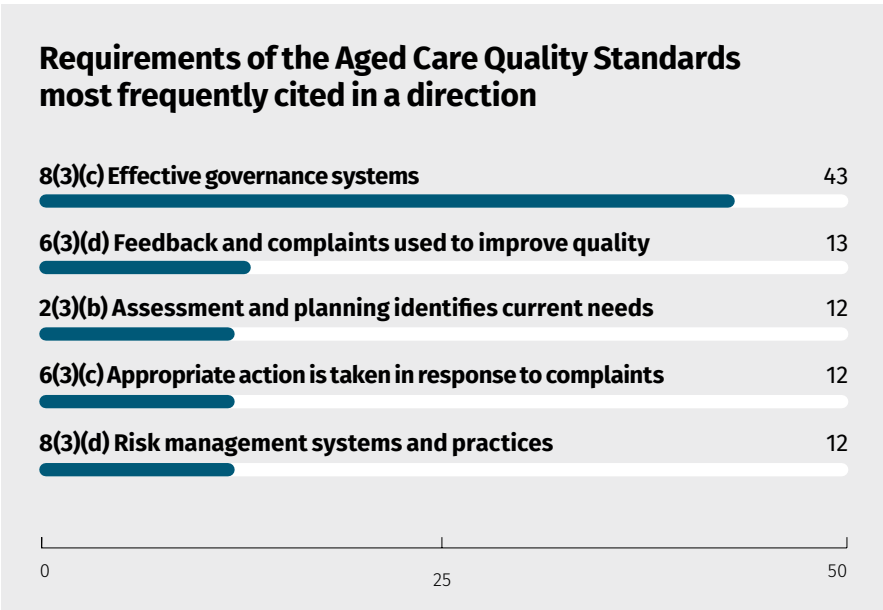 Requirements of the Aged Care Quality Standards
most frequently cited in a direction
8(3)(c) Effective governance systems 43
6(3)(d) Feedback and complaints used to improve quality 13
2(3)(b) Assessment and planning identifies current needs 12
6(3)(c) Appropriate action is taken in response to complaints 12
8(3)(d) Risk management systems and practices 12
0 25 50